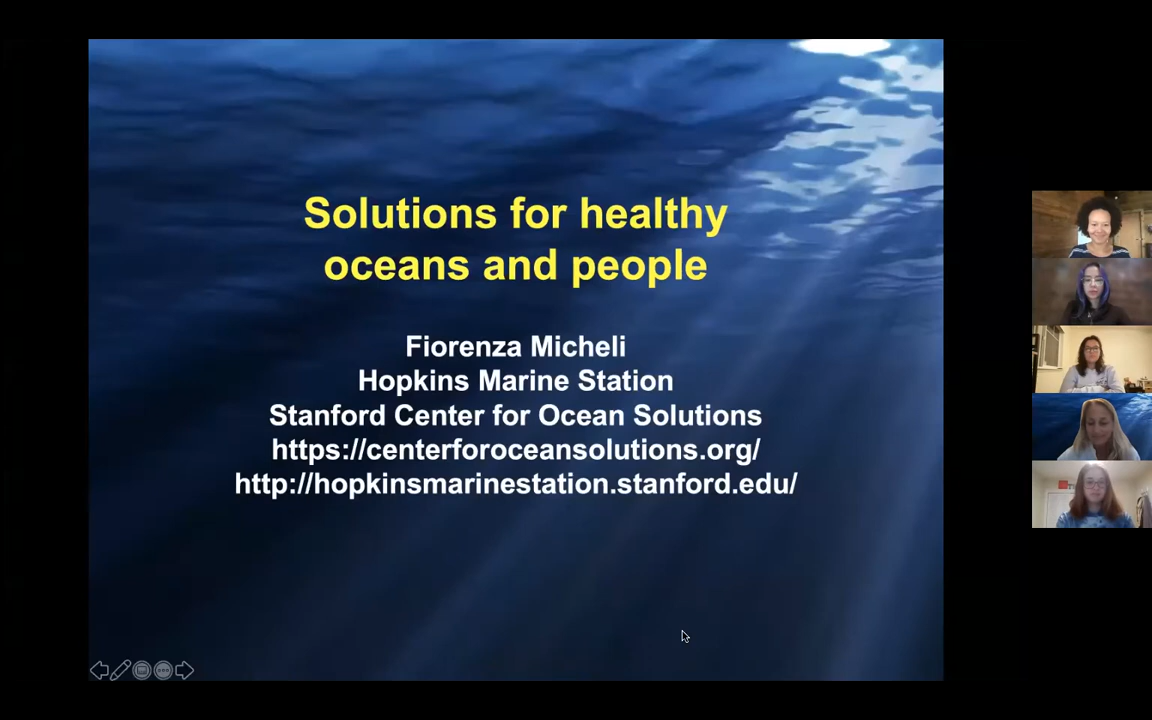 Solutions for healthy
oceans and people
Fiorenza Micheli
Hopkins Marine Station
Stanford Center for Ocean Solutions
https://centerforoceansolutions.org/
http://hopkinsmarinestation.stanford.edu/